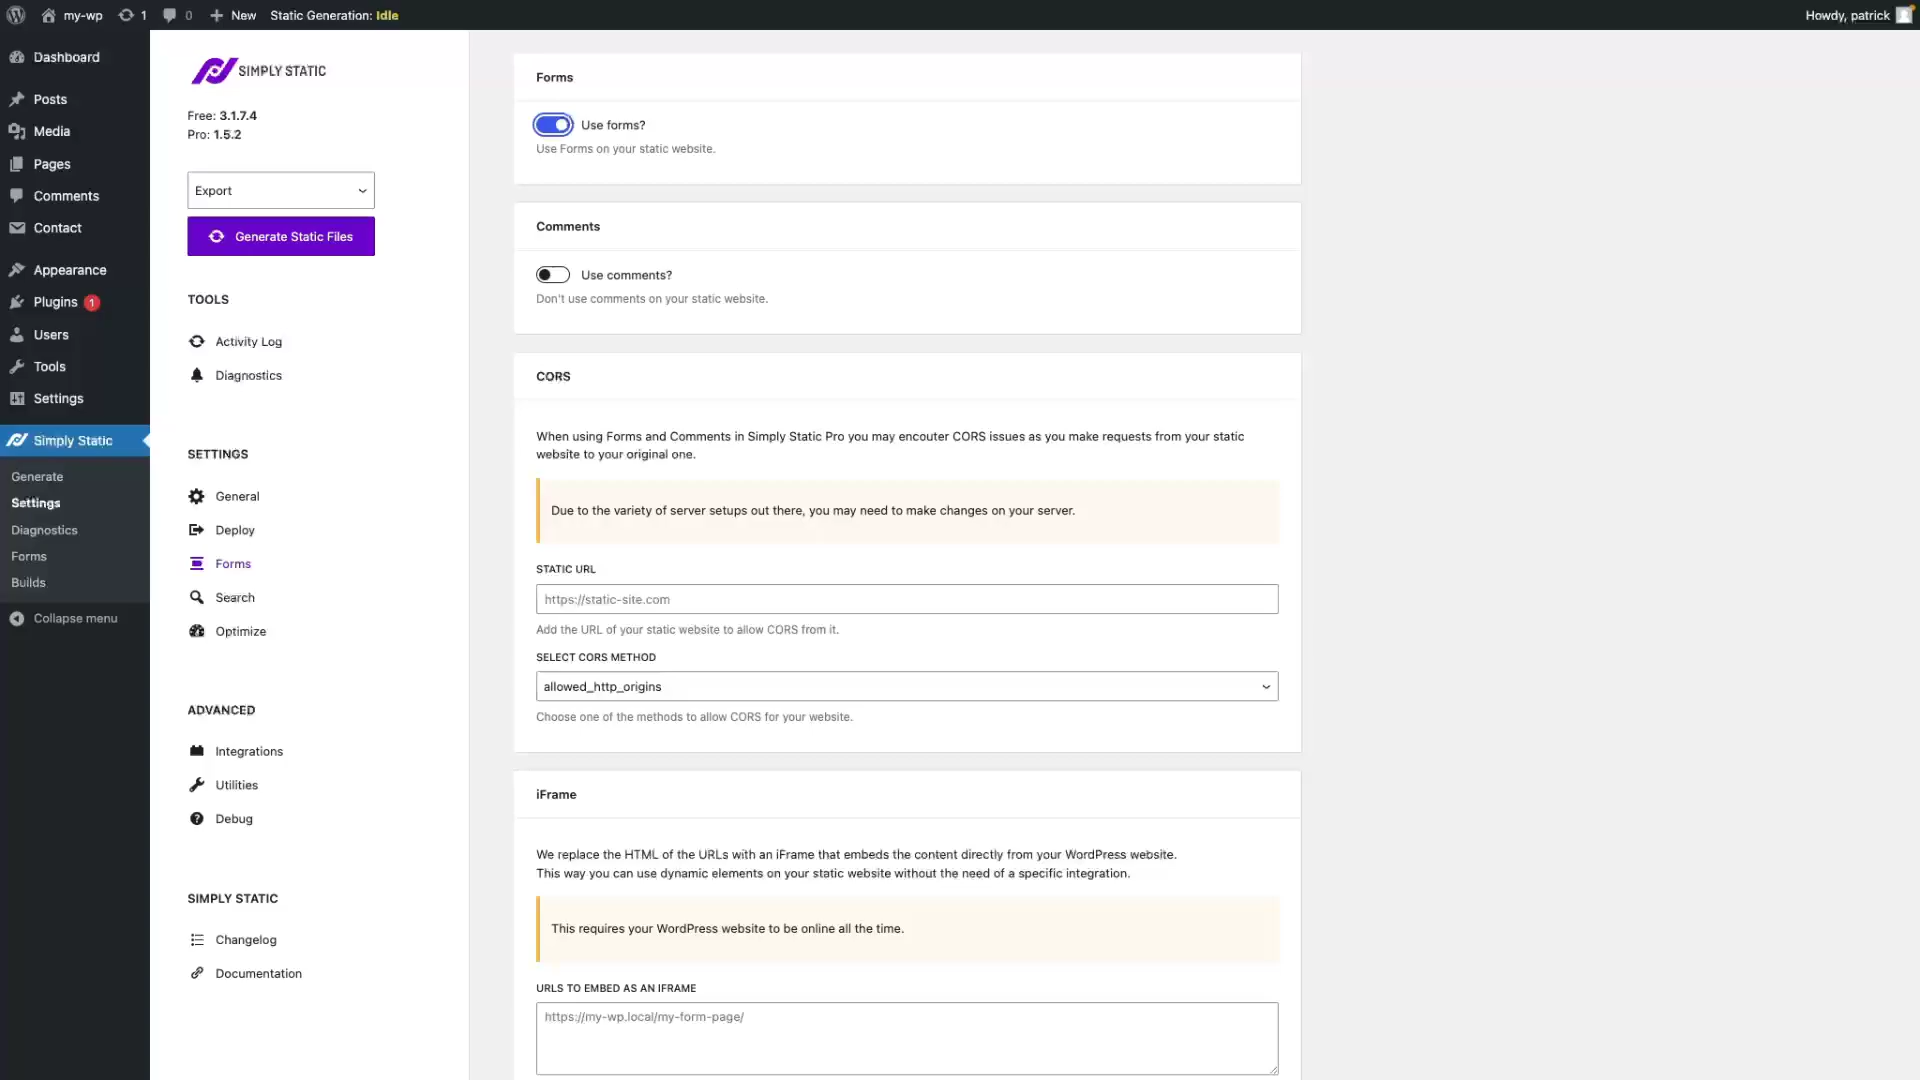 my-wp
1
0
New
Static Generation: Idle
Howdy, patrick
Dashboard
Posts
Media
Pages
Comments
Contact
Appearance
Plugins 1
Users
Tools
Settings
Simply Static
Generate
Settings
Diagnostics
Forms
Builds
Collapse menu
SIMPLY STATIC
Free: 3.1.7.4
Pro: 1.5.2
Export
Generate Static Files
TOOLS
Activity Log
Diagnostics
SETTINGS
General
Deploy
Forms
Search
Optimize
ADVANCED
Integrations
Utilities
Debug
SIMPLY STATIC
Changelog
Documentation
Forms
Use forms?
Use Forms on your static website.
Comments
Use comments?
Don't use comments on your static website.
CORS
When using Forms and Comments in Simply Static Pro you may encouter CORS issues as you make requests from your static
website to your original one.
Due to the variety of server setups out there, you may need to make changes on your server.
STATIC URL
https://static-site.com
Add the URL of your static website to allow CORS from it.
SELECT CORS METHOD
allowed_http_origins
Choose one of the methods to allow CORS for your website.
iFrame
We replace the HTML of the URLs with an iFrame that embeds the content directly from your WordPress website.
This way you can use dynamic elements on your static website without the need of a specific integration.
This requires your WordPress website to be online all the time.
URLS TO EMBED AS AN IFRAME
https://my-wp.local/my-form-page/